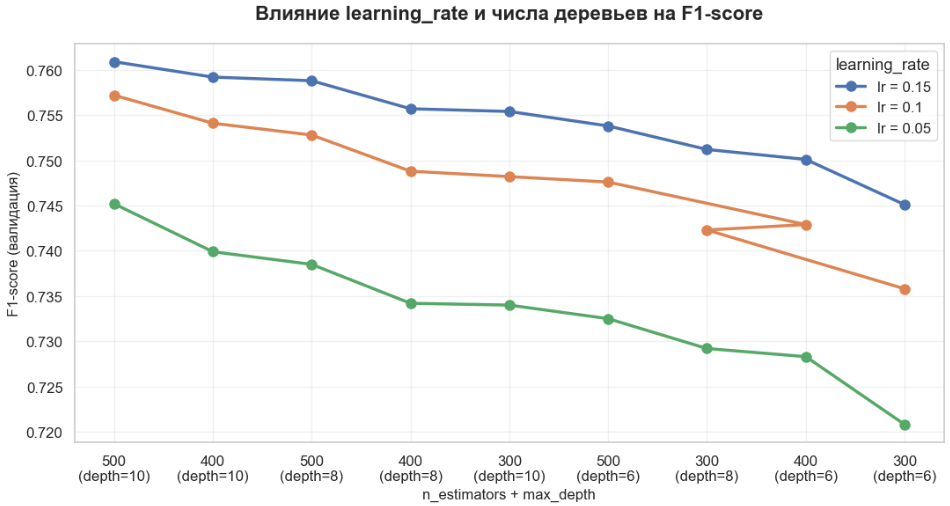 Влияние learning_rate и числа деревьев на F1-score
learning_rate
lr = 0.15
lr = 0.1
lr = 0.05
F1-score (валидация)
0.760
0.755
0.750
0.745
0.740
0.735
0.730
0.725
0.720
500 400 500 400 300 500 300 400 300
(depth=10) (depth=10) (depth=8) (depth=8) (depth=10) (depth=6) (depth=8) (depth=6) (depth=6)
n_estimators + max_depth